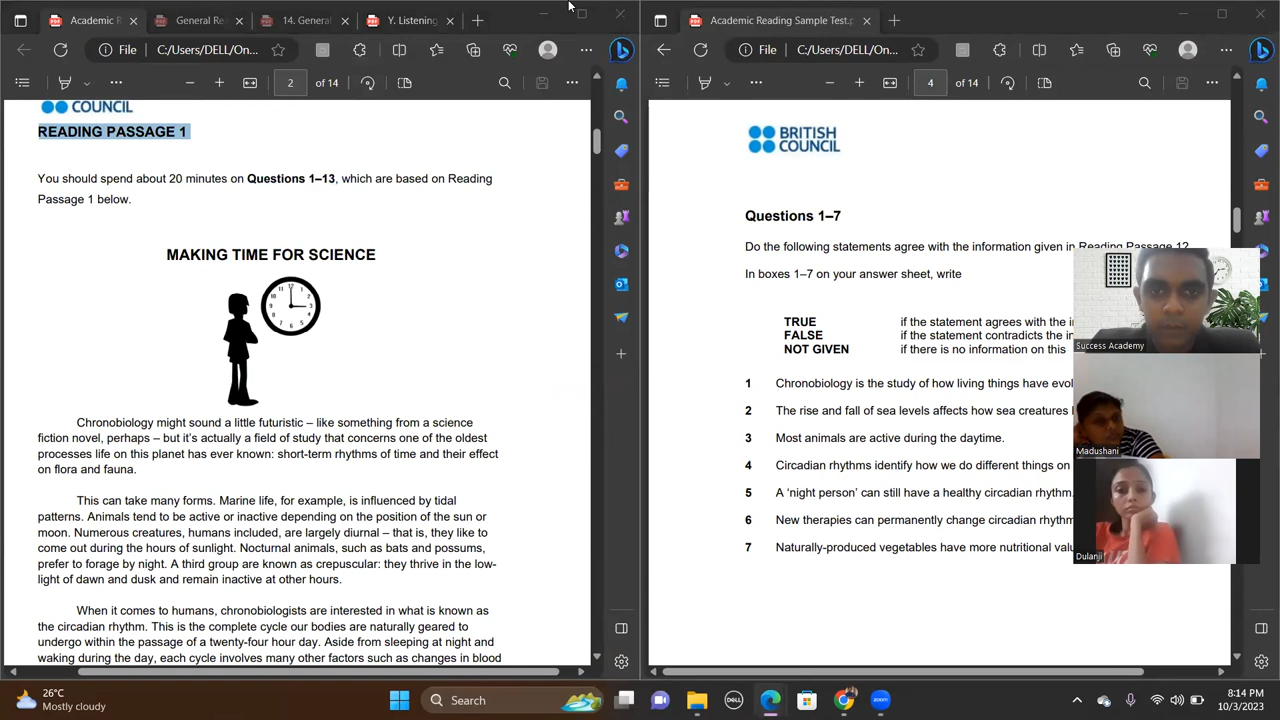 Academic R
General Re
14. General
Y. Listening
File
C:/Users/DELL/On...
2
of 14
COUNCIL
READING PASSAGE 1
You should spend about 20 minutes on Questions 1–13, which are based on Reading
Passage 1 below.
MAKING TIME FOR SCIENCE
Chronobiology might sound a little futuristic – like something from a science
fiction novel, perhaps – but it's actually a field of study that concerns one of the oldest
processes life on this planet has ever known: short-term rhythms of time and their effect
on flora and fauna.
This can take many forms. Marine life, for example, is influenced by tidal
patterns. Animals tend to be active or inactive depending on the position of the sun or
moon. Numerous creatures, humans included, are largely diurnal – that is, they like to
come out during the hours of sunlight. Nocturnal animals, such as bats and possums,
prefer to forage by night. A third group are known as crepuscular: they thrive in the low-
light of dawn and dusk and remain inactive at other hours.
When it comes to humans, chronobiologists are interested in what is known as
the circadian rhythm. This is the complete cycle our bodies are naturally geared to
undergo within the passage of a twenty-four hour day. Aside from sleeping at night and
waking during the day, each cycle involves many other factors such as changes in blood
Academic Reading Sample Test.p
File
C:/Users/DELL/On...
4
of 14
BRITISH
COUNCIL
Questions 1–7
Do the following statements agree with the information given in Reading Passage 1?
In boxes 1–7 on your answer sheet, write
TRUE if the statement agrees with the
FALSE if the statement contradicts the
NOT GIVEN if there is no information on this
1 Chronobiology is the study of how living things have
2 The rise and fall of sea levels affects how sea creatures
3 Most animals are active during the daytime.
4 Circadian rhythms identify how we do different things on
5 A 'night person' can still have a healthy circadian rhythm.
6 New therapies can permanently change circadian
7 Naturally-produced vegetables have more nutritional
Success Academy
Madushani
Dulanji
26°C
Mostly cloudy
Search
DELL
zoom
8:14 PM
10/3/2023